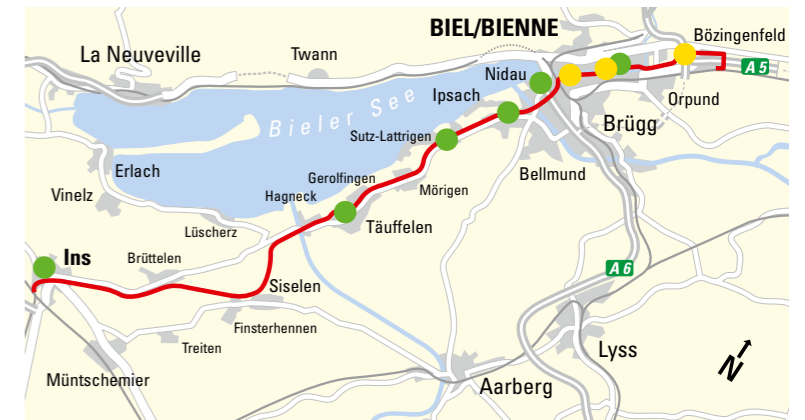 BIEL/BIENNE
Bözingenfeld
La Neuveville
Twann
Nidau
A5
Ipsach
Orpund
Bieler See
Brügg
Sutz-Lattrigen
Erlach
Gerolfingen
Bellmund
Mörigen
Vinelz
Hagneck
Täuffelen
Lüscherz
Ins
Brüttelen
A6
Siselen
Finsterhennen
Treiten
Lyss
N
Müntschemier
Aarberg